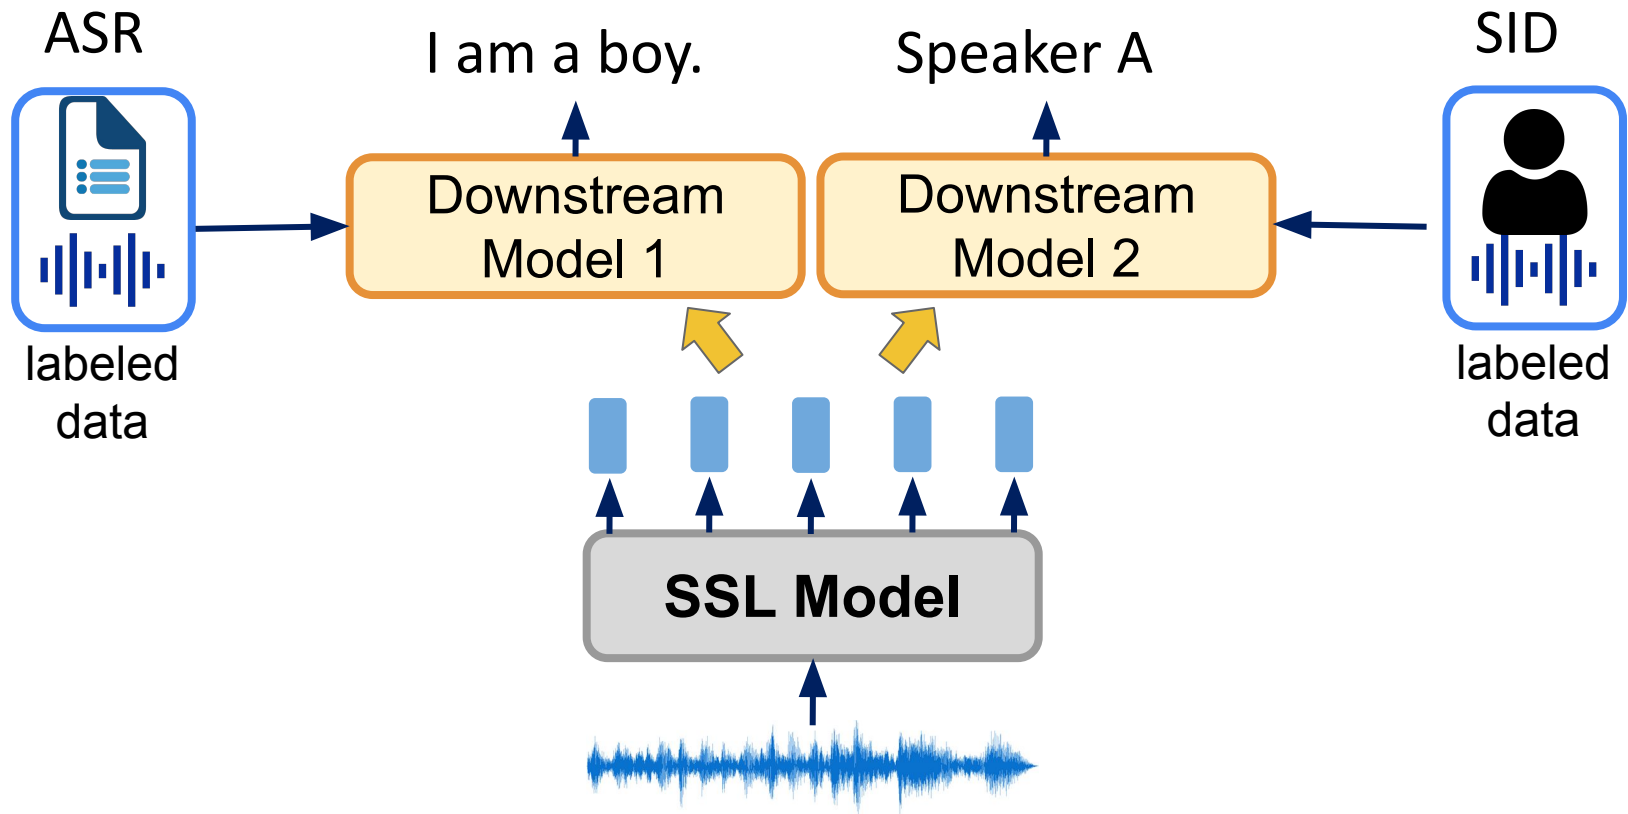 ASR
I am a boy.
Speaker A
SID
Downstream
Model 1
Downstream
Model 2
labeled
data
labeled
data
SSL Model